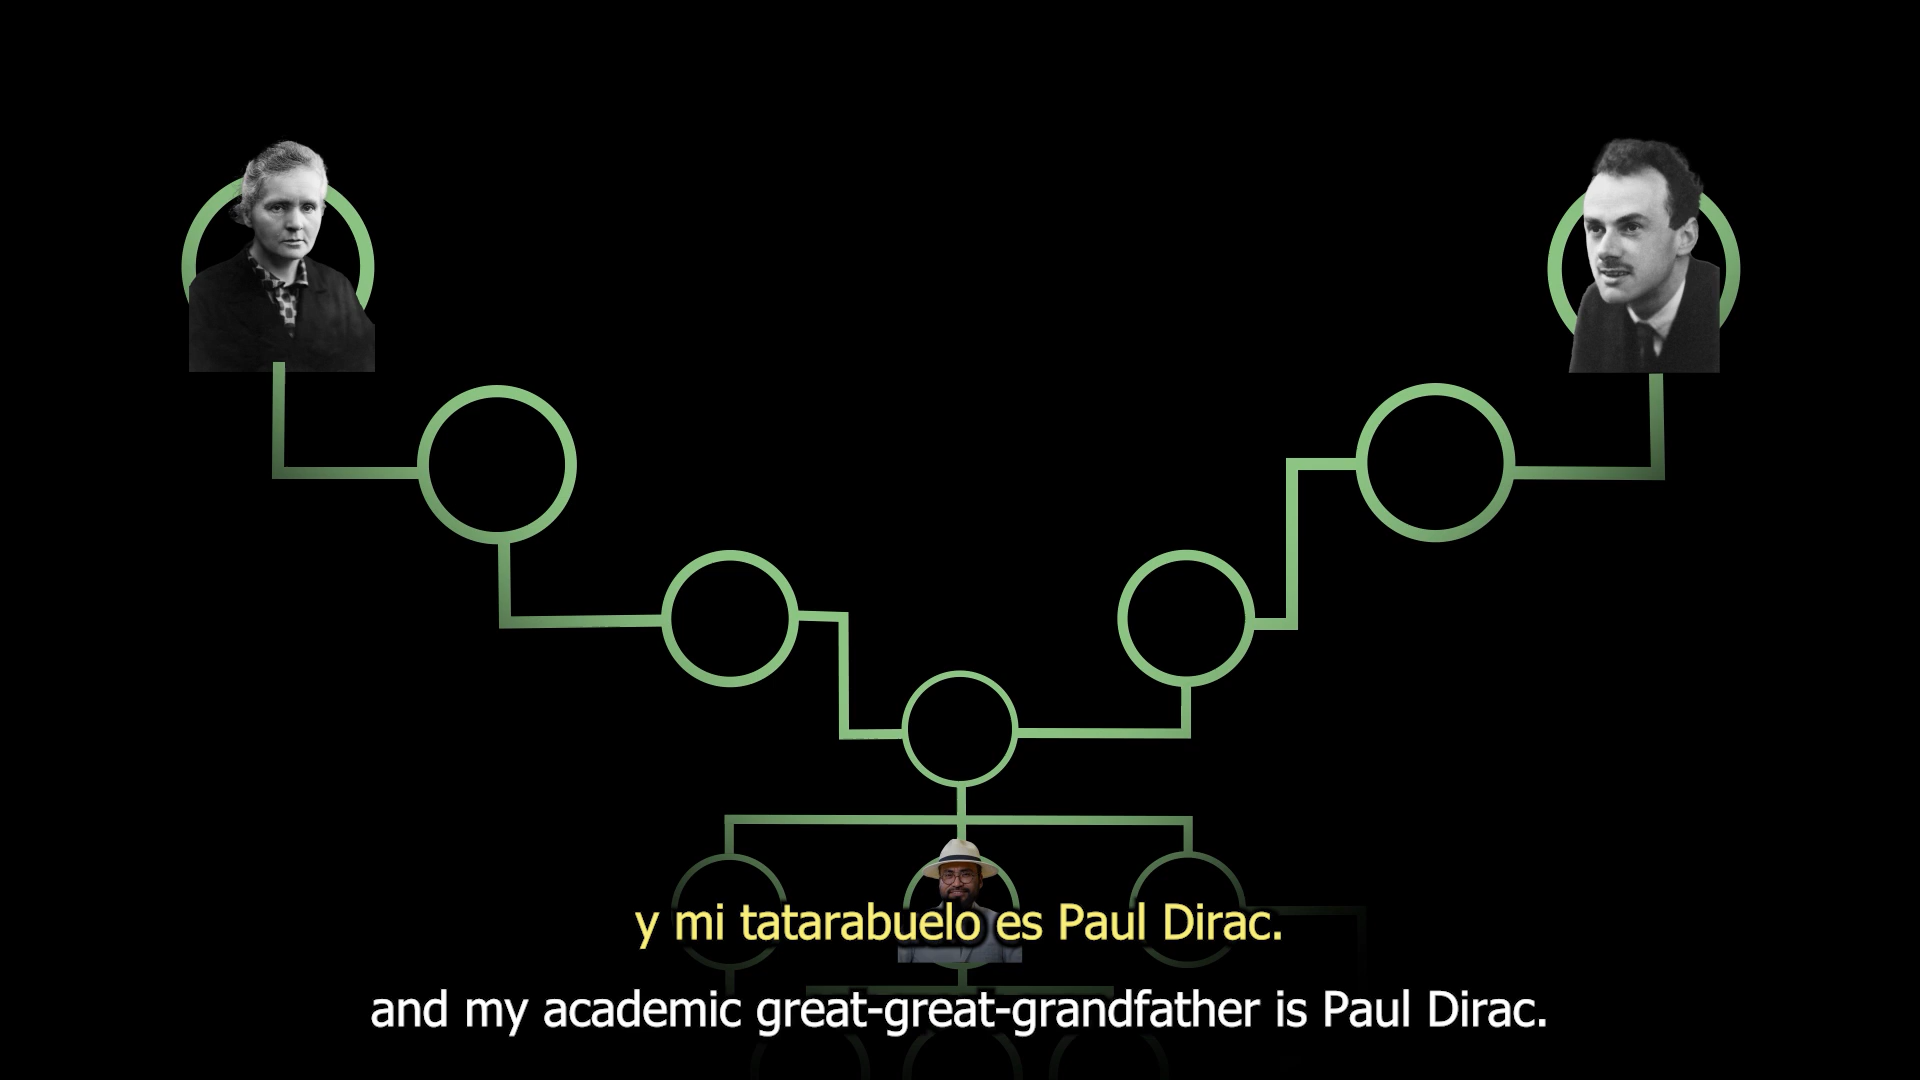 y mi tatarabuelo es Paul Dirac.
and my academic great-great-grandfather is Paul Dirac.